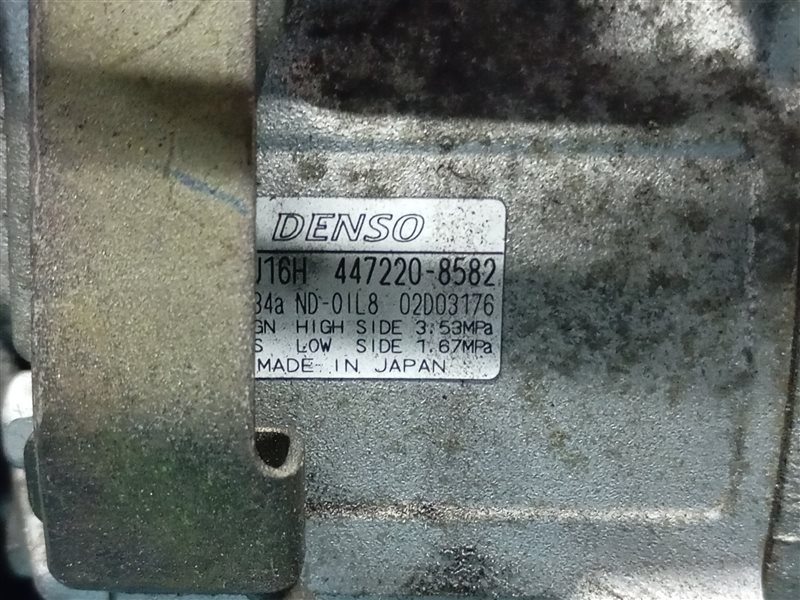 DENSO
J16H 447220-8582
34a ND-OIL8 02D03176
GN HIGH SIDE 3.53MPa
S LOW SIDE 1.67MPa
MADE IN JAPAN